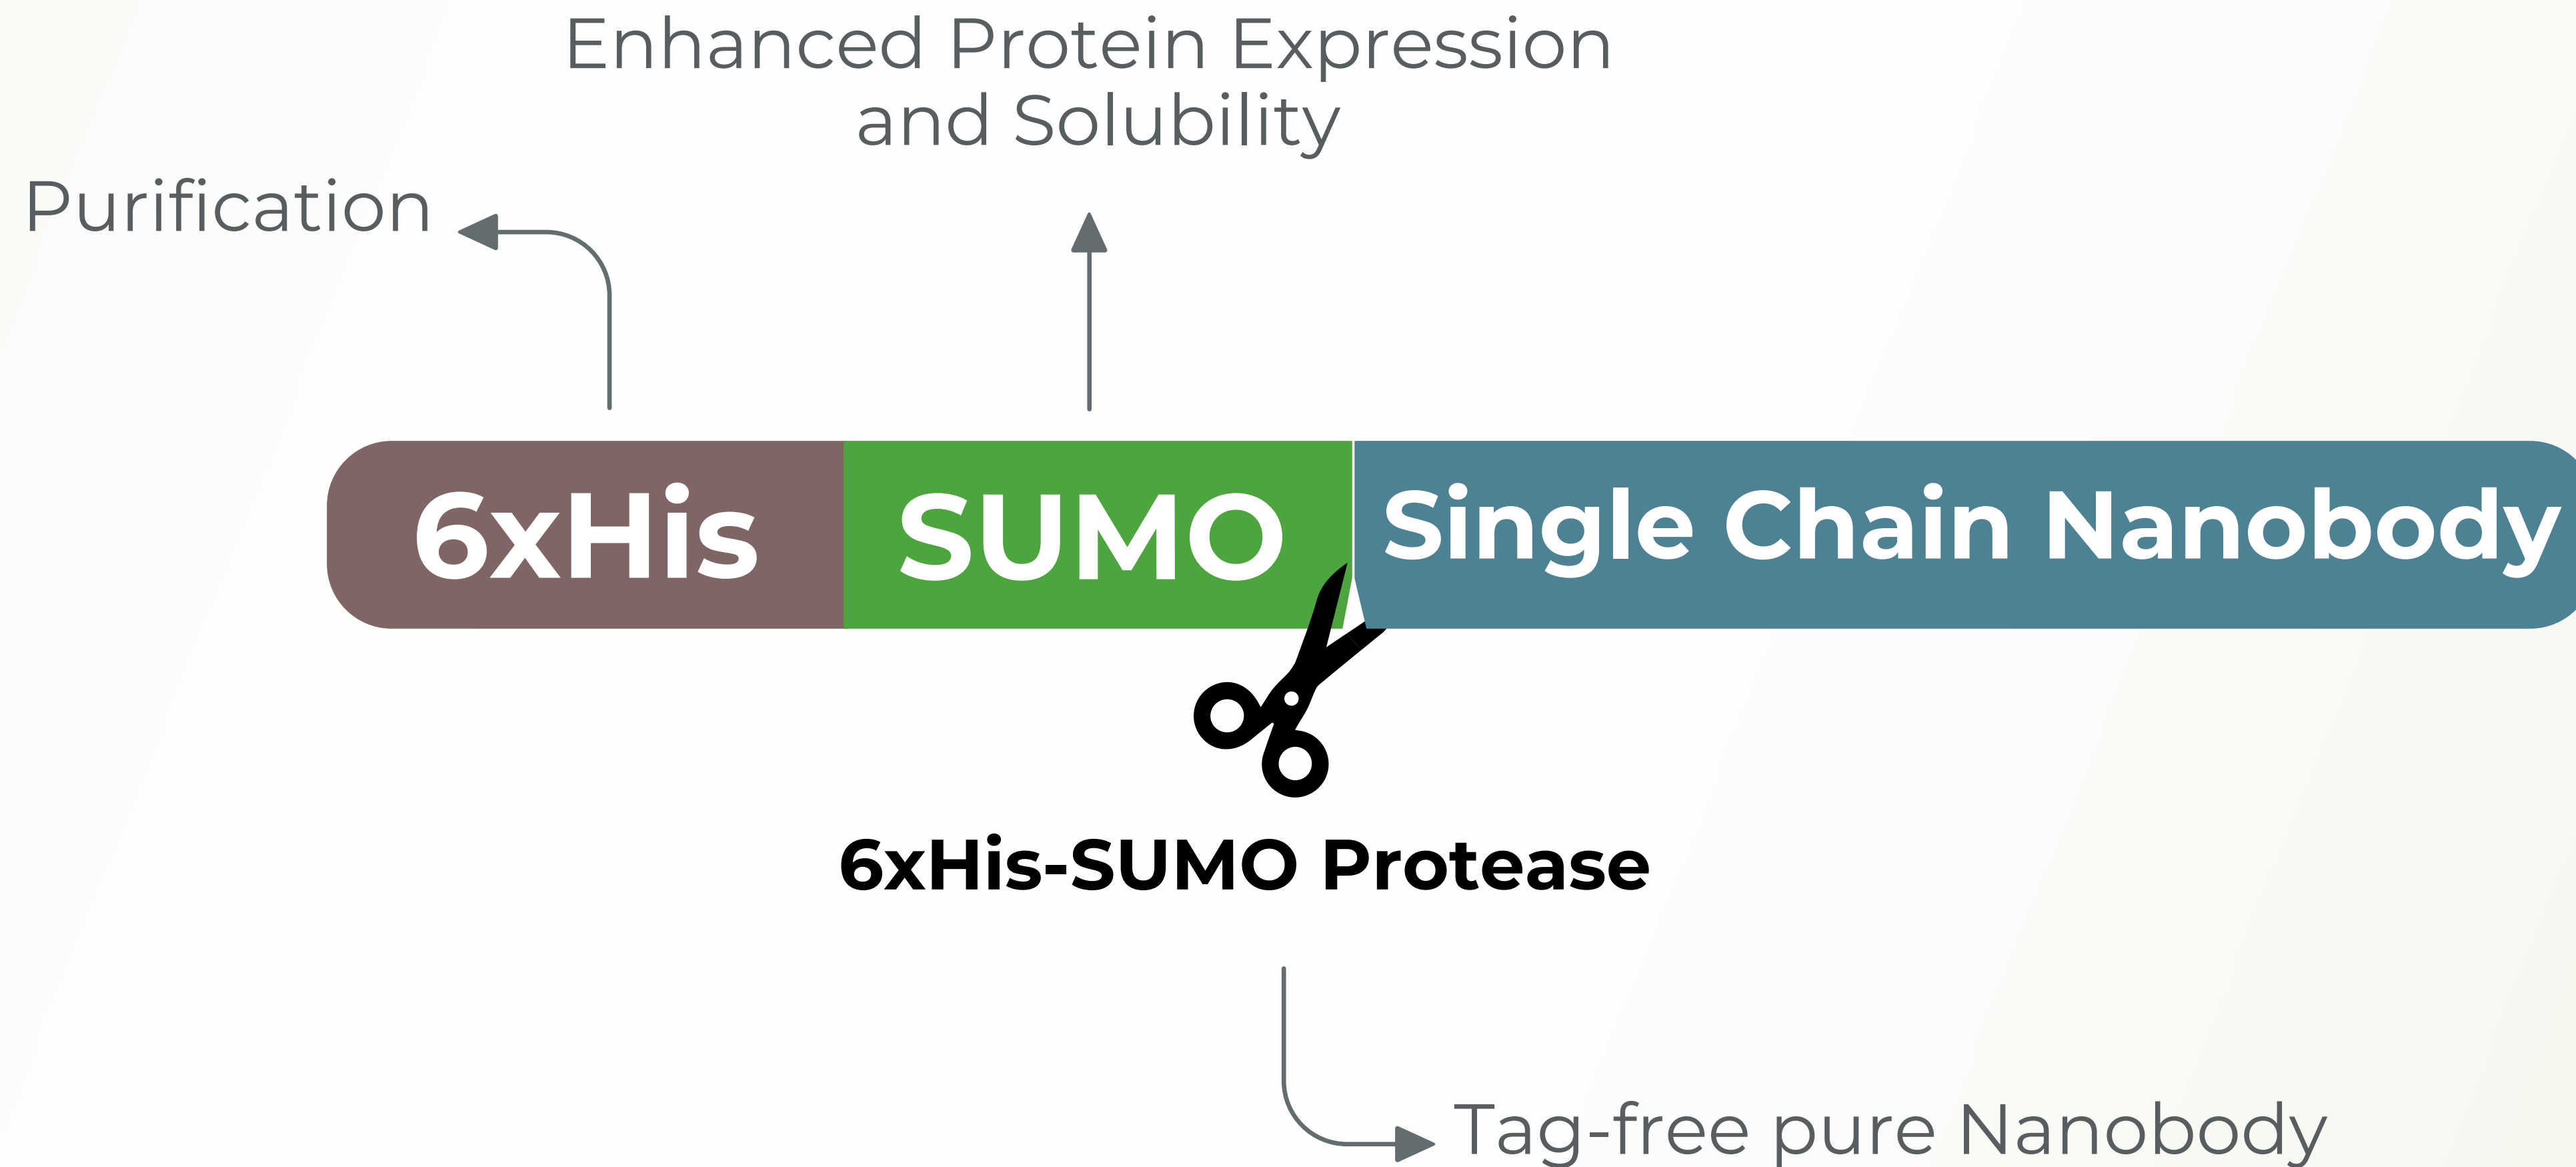 Enhanced Protein Expression
and Solubility
Purification
6xHis
SUMO
Single Chain Nanobody
6xHis-SUMO Protease
Tag-free pure Nanobody